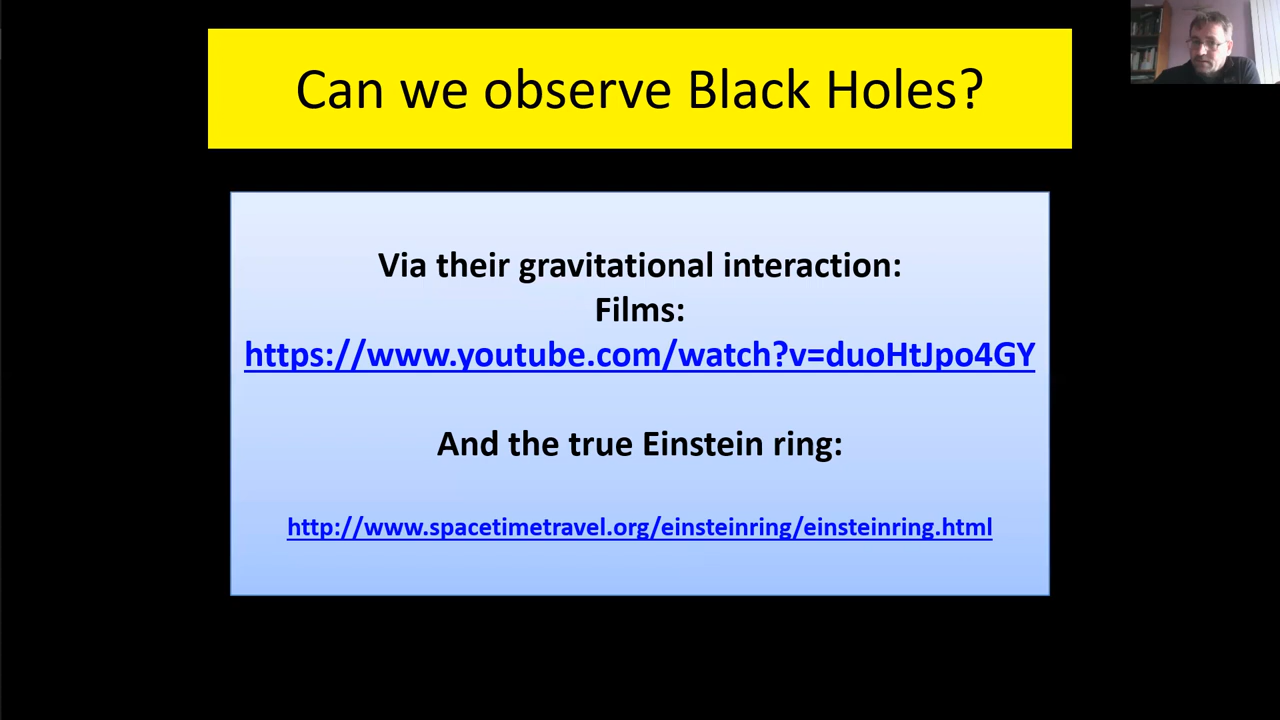 Can we observe Black Holes?
Via their gravitational interaction:
Films:
https://www.youtube.com/watch?v=duoHtJpo4GY
And the true Einstein ring:
http://www.spacetimetravel.org/einsteinring/einsteinring.html